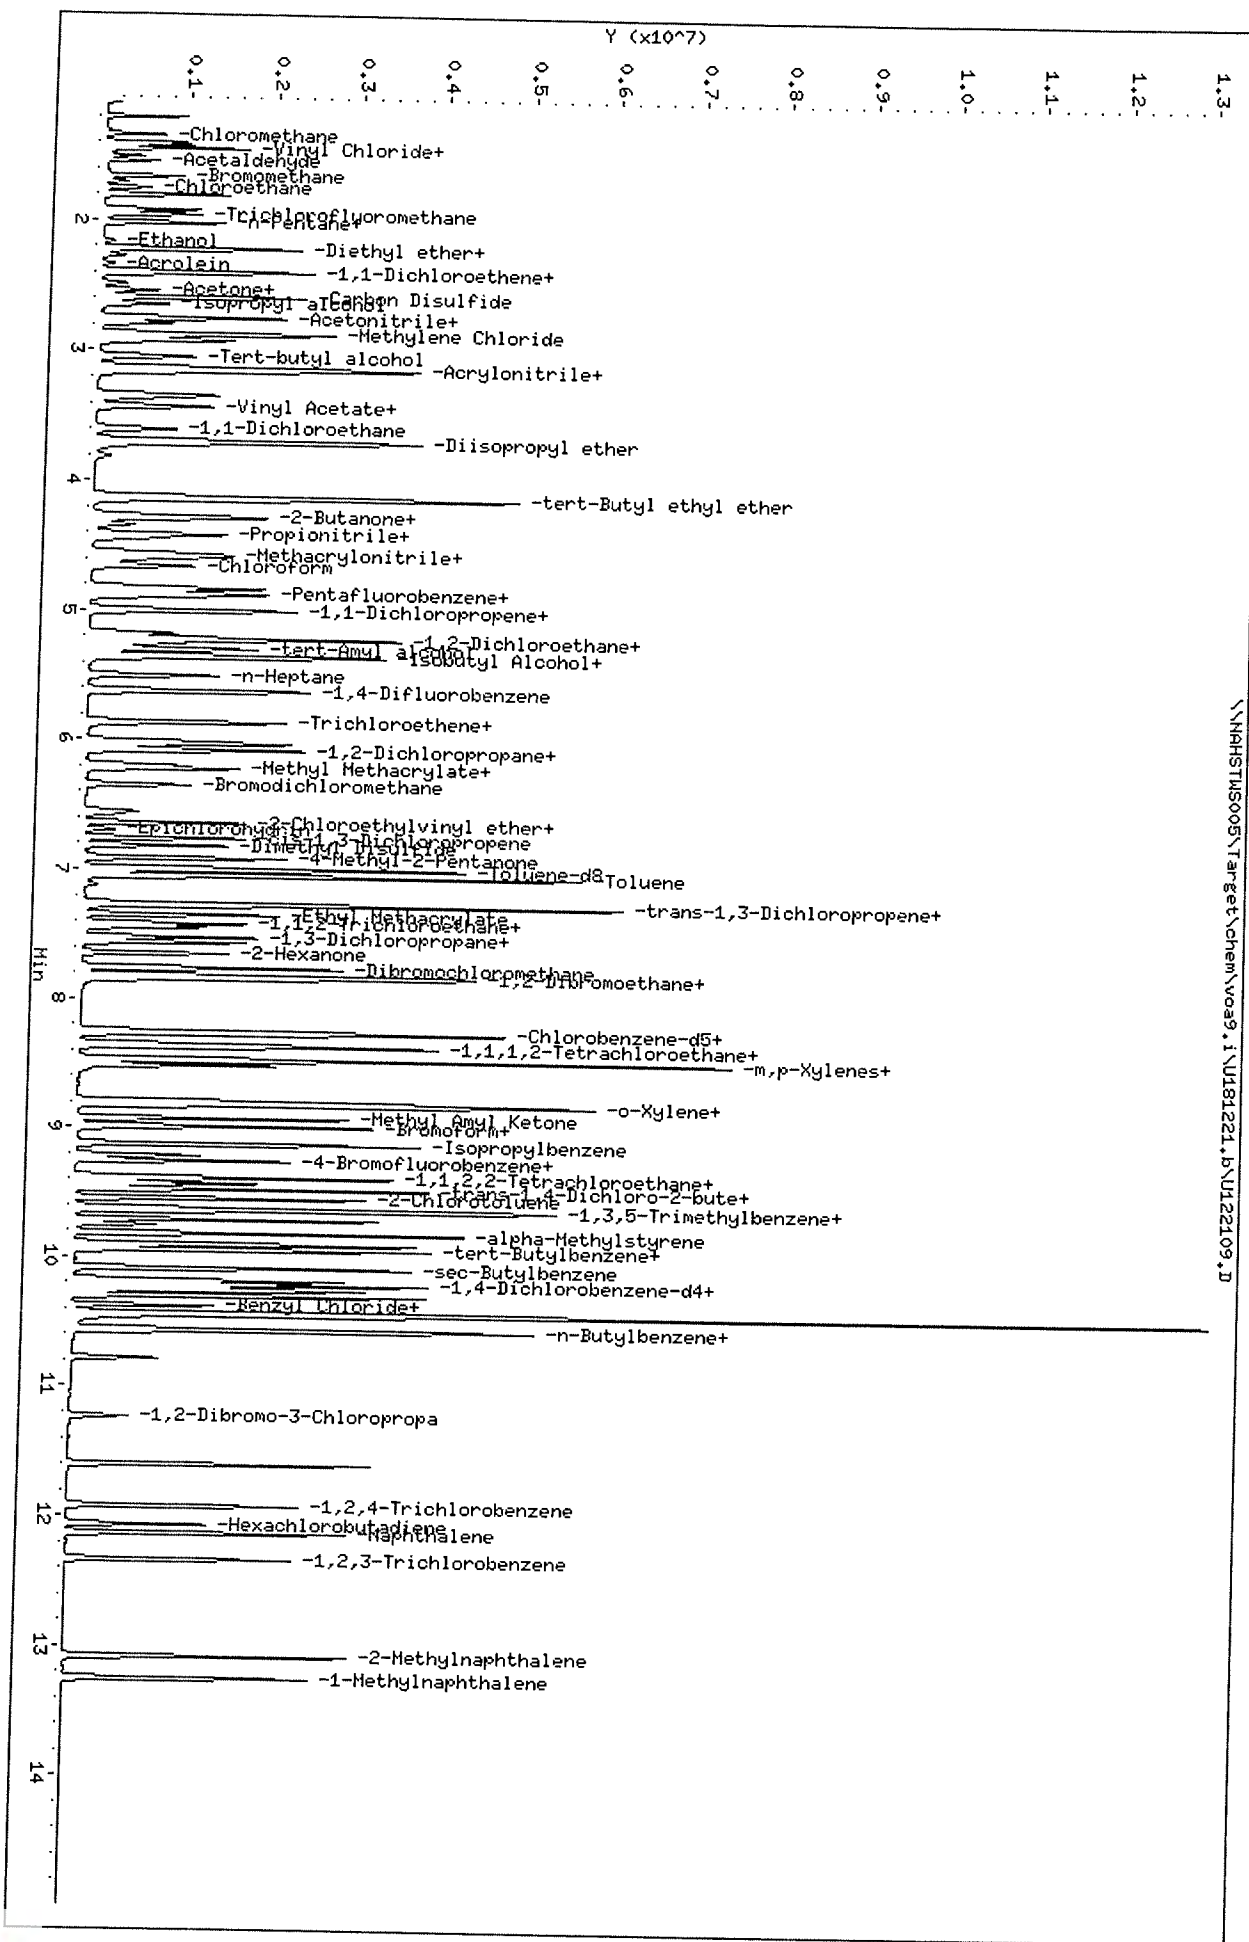 Y (x10^7)
0.1-
0.2-
0.3-
0.4-
0.5-
0.6-
0.7-
0.8-
0.9-
1.0-
1.1-
1.2-
1.3-
-Chloromethane
-Vinyl Chloride+
-Acetaldehyde
-Bromomethane
-Chloroethane
2-
-Trichlorofluoromethane
-n-Pentane+
-Ethanol
-Diethyl ether+
-Acrolein
-1,1-Dichloroethene+
-Acetone+
-Carbon Disulfide
-Isopropyl alcohol
-Acetonitrile+
-Methylene Chloride
3-
-Tert-butyl alcohol
-Acrylonitrile+
-Vinyl Acetate+
-1,1-Dichloroethane
-Diisopropyl ether
4-
-tert-Butyl ethyl ether
-2-Butanone+
-Propionitrile+
-Methacrylonitrile+
-Chloroform
-Pentafluorobenzene+
5-
-1,1-Dichloropropene+
-1,2-Dichloroethane+
-tert-Amyl alcohol
-Isobutyl Alcohol+
-n-Heptane
-1,4-Difluorobenzene
-Trichloroethene+
6-
-1,2-Dichloropropane+
-Methyl Methacrylate+
-Bromodichloromethane
-2-Chloroethylvinyl ether+
-Epichlorohydrin
-cis-1,3-Dichloropropene
-Dimethyl Disulfide
-4-Methyl-2-Pentanone
7-
-Toluene-d8
-Toluene
-trans-1,3-Dichloropropene+
-Ethyl Methacrylate
-1,1,2-Trichloroethane+
-1,3-Dichloropropane+
-2-Hexanone
-Dibromochloromethane
-1,2-Dibromoethane+
Min
8-
-Chlorobenzene-d5+
-1,1,1,2-Tetrachloroethane+
-m,p-Xylenes+
-o-Xylene+
9-
-Methyl Amyl Ketone
-Bromoform+
-Isopropylbenzene
-4-Bromofluorobenzene+
-1,1,2,2-Tetrachloroethane+
-trans-1,4-Dichloro-2-bute+
-2-Chlorotoluene
-1,3,5-Trimethylbenzene+
-alpha-Methylstyrene
10-
-tert-Butylbenzene+
-sec-Butylbenzene
-1,4-Dichlorobenzene-d4+
-Benzyl Chloride+
-n-Butylbenzene+
11-
-1,2-Dibromo-3-Chloropropa
12-
-1,2,4-Trichlorobenzene
-Hexachlorobutadiene
-Naphthalene
-1,2,3-Trichlorobenzene
13-
-2-Methylnaphthalene
-1-Methylnaphthalene
14-
\\NAHSTWS005\Target\chem\voa9.i\U181221.b\U122109.D